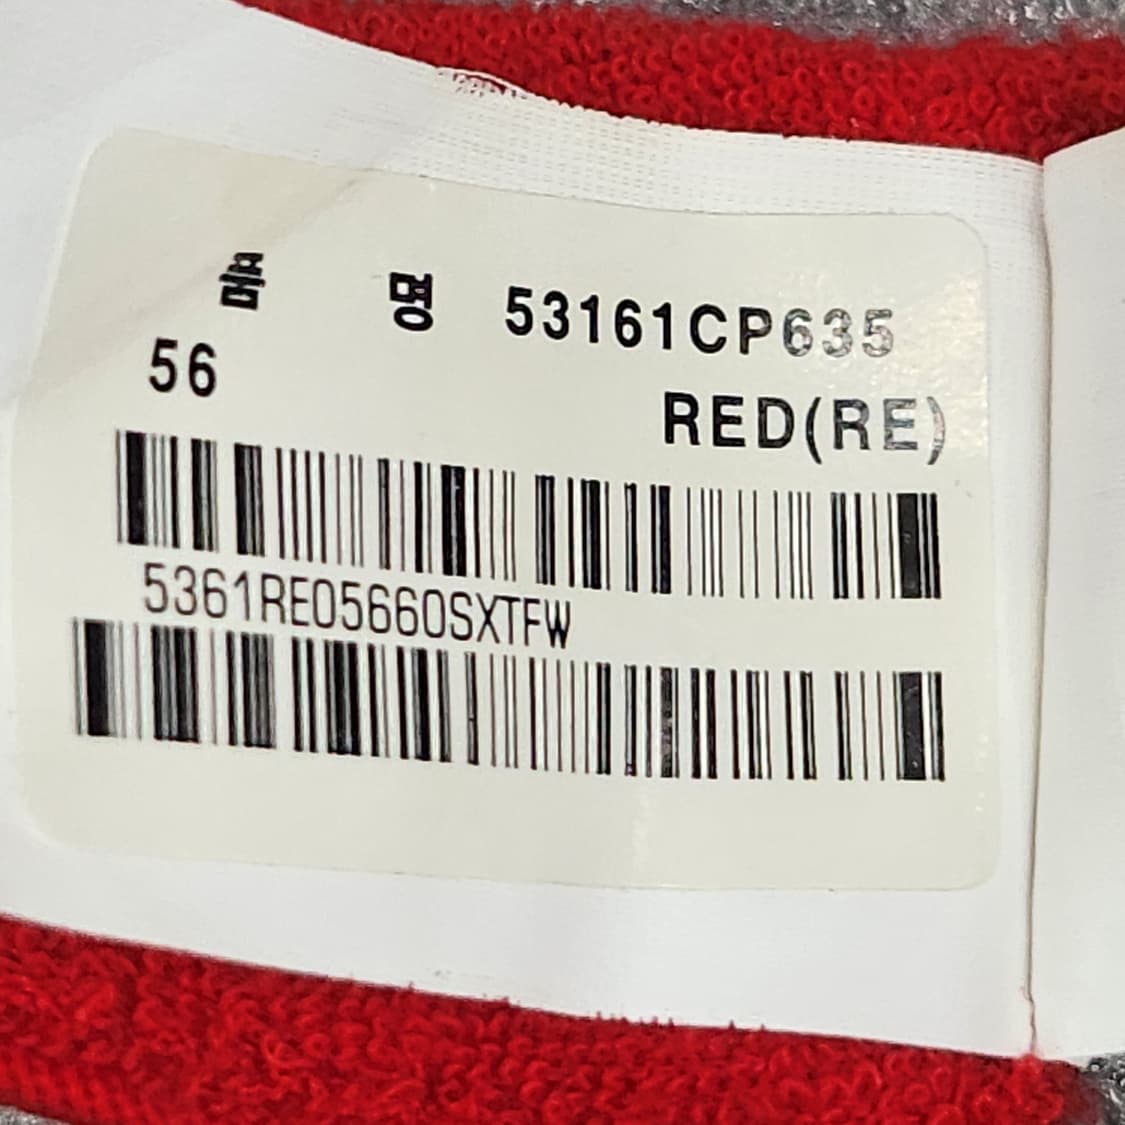 품 명 53161CP635
56 RED(RE)
5361RE05660SXTFW